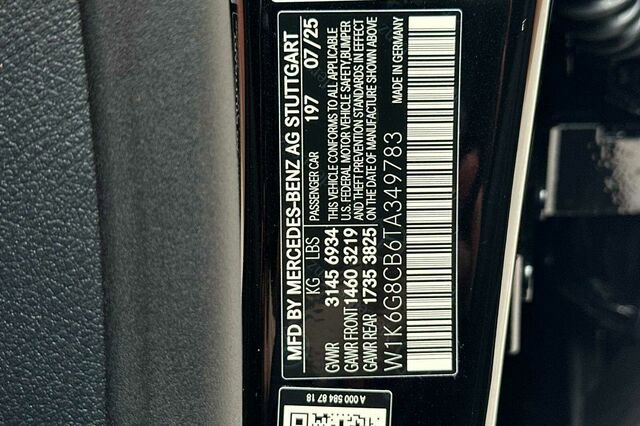 MFD BY MERCEDES-BENZ AG STUTTGART
KG LBS PASSENGER CAR 197 07/25
GVWR 3145 6934
GAWR FRONT 1460 3219
GAWR REAR 1735 3825
THIS VEHICLE CONFORMS TO ALL APPLICABLE
U.S. FEDERAL MOTOR VEHICLE SAFETY, BUMPER
AND THEFT PREVENTION STANDARDS IN EFFECT
ON DATE OF MANUFACTURE SHOWN ABOVE
W1K6G8CB6TA349783 MADE IN GERMANY
A 000 584 87 18